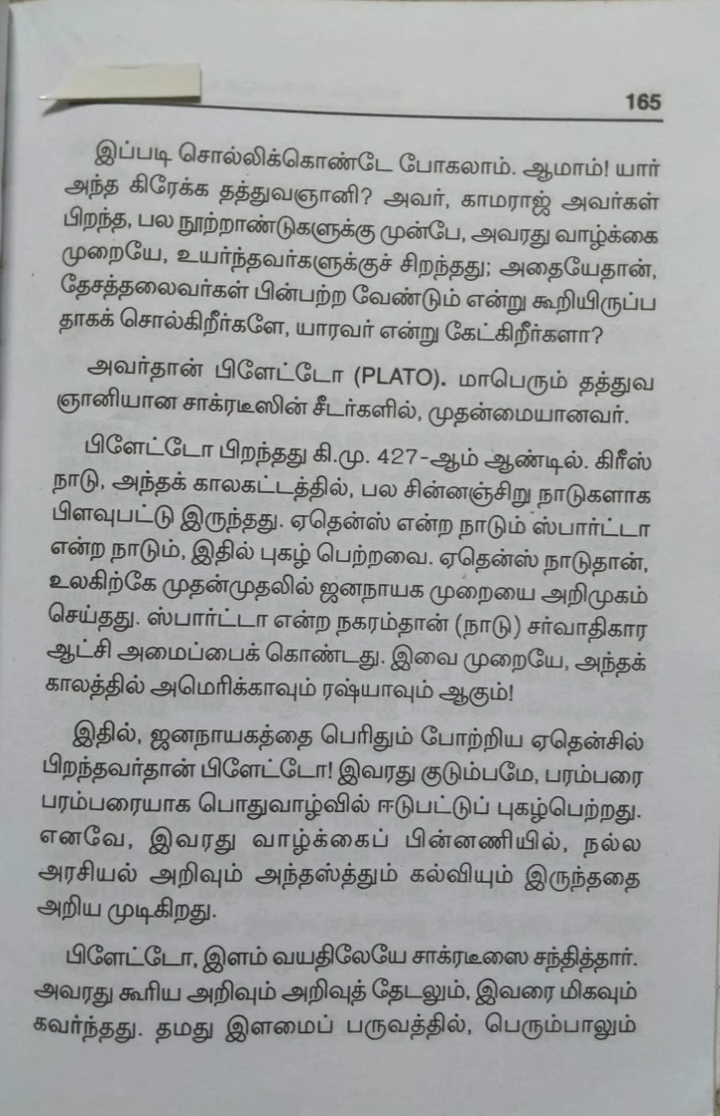 165
இப்படி சொல்லிக்கொண்டே போகலாம். ஆமாம்! யார்
அந்த கிரேக்க தத்துவஞானி? அவர், காமராஜ் அவர்கள்
பிறந்த, பல நூற்றாண்டுகளுக்கு முன்பே, அவரது வாழ்க்கை
முறையே, உயர்ந்தவர்களுக்குச் சிறந்தது; அதையேதான்,
தேசத்தலைவர்கள் பின்பற்ற வேண்டும் என்று கூறியிருப்ப
தாகக் சொல்கிறீர்களே, யாரவர் என்று கேட்கிறீர்களா?
அவர்தான் பிளேட்டோ (PLATO). மாபெரும் தத்துவ
ஞானியான சாக்ரடீஸின் சீடர்களில், முதன்மையானவர்.
பிளேட்டோ பிறந்தது கி.மு. 427-ஆம் ஆண்டில். கிரீஸ்
நாடு, அந்தக் காலகட்டத்தில், பல சின்னஞ்சிறு நாடுகளாக
பிளவுபட்டு இருந்தது. ஏதென்ஸ் என்ற நாடும் ஸ்பார்ட்டா
என்ற நாடும், இதில் புகழ் பெற்றவை. ஏதென்ஸ் நாடுதான்,
உலகிற்கே முதன்முதலில் ஜனநாயக முறையை அறிமுகம்
செய்தது. ஸ்பார்ட்டா என்ற நகரம்தான் (நாடு) சர்வாதிகார
ஆட்சி அமைப்பைக் கொண்டது. இவை முறையே, அந்தக்
காலத்தில் அமெரிக்காவும் ரஷ்யாவும் ஆகும்!
இதில், ஜனநாயகத்தை பெரிதும் போற்றிய ஏதென்சில்
பிறந்தவர்தான் பிளேட்டோ! இவரது குடும்பமே, பரம்பரை
பரம்பரையாக பொதுவாழ்வில் ஈடுபட்டுப் புகழ்பெற்றது.
எனவே, இவரது வாழ்க்கைப் பின்னணியில், நல்ல
அரசியல் அறிவும் அந்தஸ்த்தும் கல்வியும் இருந்ததை
அறிய முடிகிறது.
பிளேட்டோ, இளம் வயதிலேயே சாக்ரடீஸை சந்தித்தார்.
அவரது கூரிய அறிவும் அறிவுத் தேடலும், இவரை மிகவும்
கவர்ந்தது. தமது இளமைப் பருவத்தில், பெரும்பாலும்